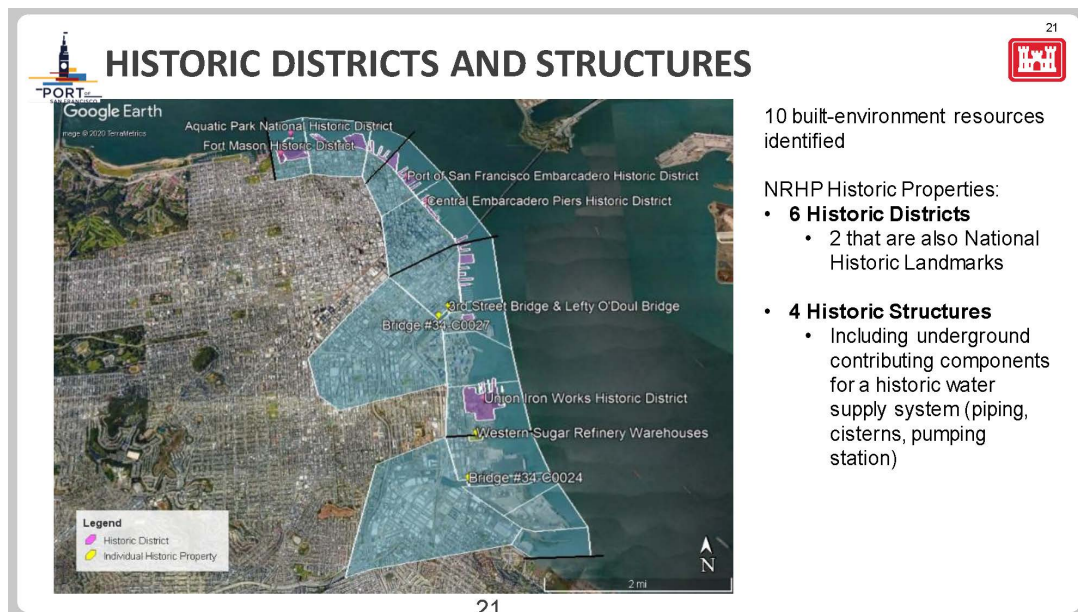 21
PORT OF
SAN FRANCISCO
HISTORIC DISTRICTS AND STRUCTURES
Google Earth
mage © 2020 TerraMetrics
Aquatic Park National Historic District
Fort Mason Historic District
Port of San Francisco Embarcadero Historic District
Central Embarcadero Piers Historic District
3rd Street Bridge & Lefty O'Doul Bridge
Bridge #34-C0027
Union Iron Works Historic District
Western Sugar Refinery Warehouses
Bridge #34-C0024
Legend
Historic District
Individual Historic Property
N
2 mi
10 built-environment resources
identified
NRHP Historic Properties:
• 6 Historic Districts
• 2 that are also National
Historic Landmarks
• 4 Historic Structures
• Including underground
contributing components
for a historic water
supply system (piping,
cisterns, pumping
station)
21